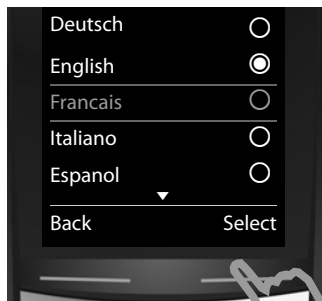 Deutsch
English
Francais
Italiano
Espanol
Back Select